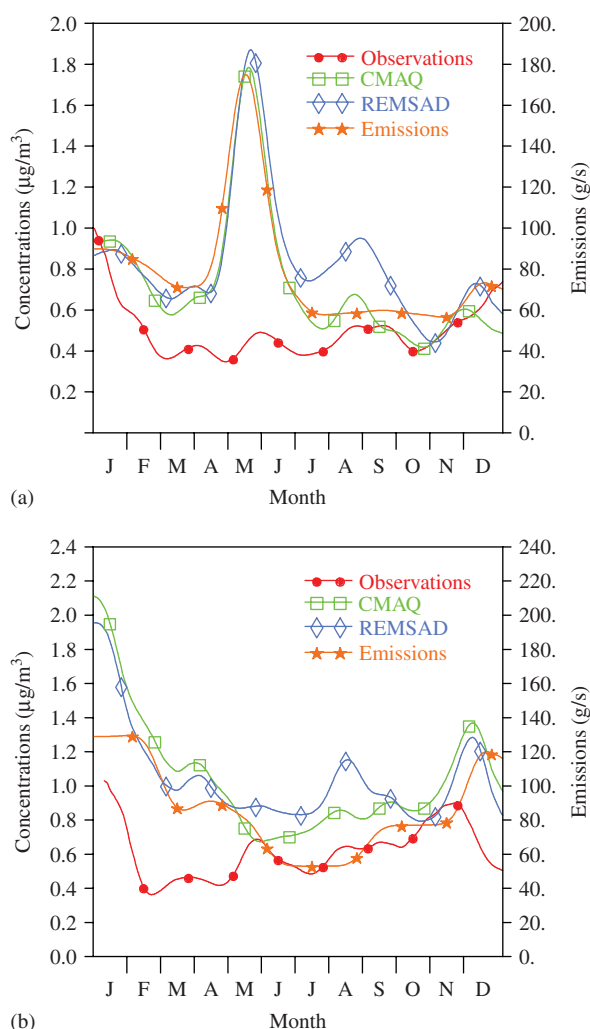 2.0
1.8
1.6
1.4
1.2
1.0
0.8
0.6
0.4
0.2
Concentrations (µg/m³)
Observations
CMAQ
REMSAD
Emissions
200.
180.
160.
140.
120.
100.
80.
60.
40.
20.
0.
Emissions (g/s)
J F M A M J J A S O N D
(a) Month
2.4
2.2
2.0
1.8
1.6
1.4
1.2
1.0
0.8
0.6
0.4
0.2
0.0
Concentrations (µg/m³)
Observations
CMAQ
REMSAD
Emissions
240.
220.
200.
180.
160.
140.
120.
100.
80.
60.
40.
20.
0.
Emissions (g/s)
J F M A M J J A S O N D
(b) Month